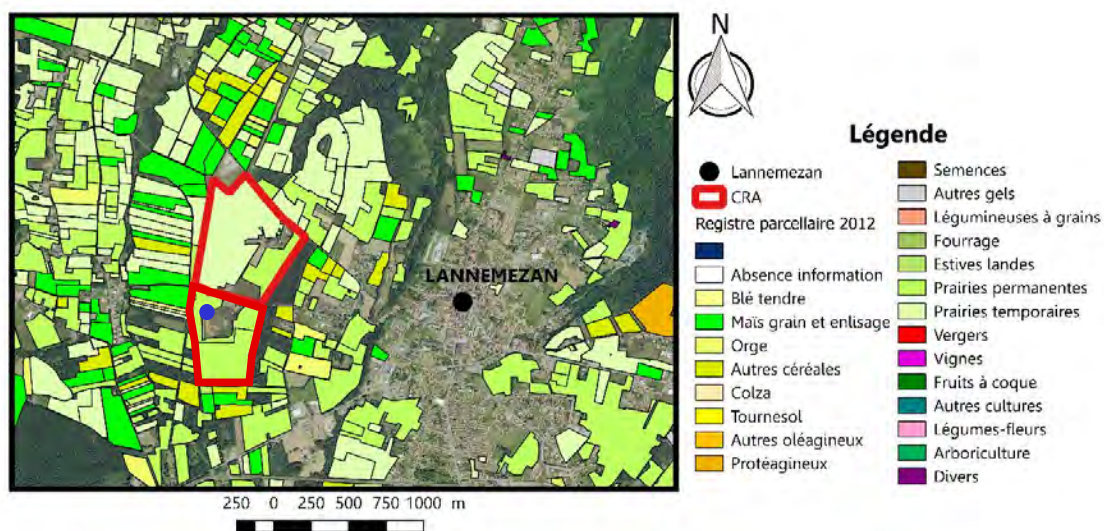 N
LANNEMEZAN
250 0 250 500 750 1000 m
Légende
Lannemezan
CRA
Registre parcellaire 2012
Absence information
Blé tendre
Maïs grain et enlisage
Orge
Autres céréales
Colza
Tournesol
Autres oléagineux
Protéagineux
Semences
Autres gels
Légumineuses à grains
Fourrage
Estives landes
Prairies permanentes
Prairies temporaires
Vergers
Vignes
Fruits à coque
Autres cultures
Légumes-fleurs
Arboriculture
Divers